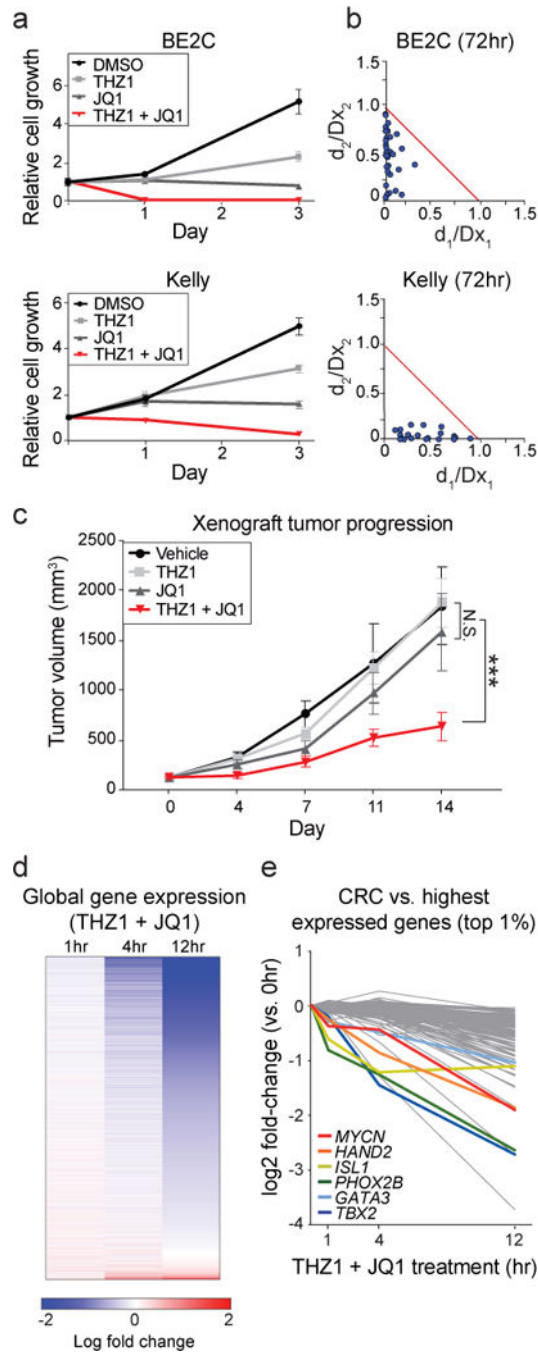 a
BE2C
DMSO
THZ1
JQ1
THZ1 + JQ1
Relative cell growth
6
4
2
0
1
2
3
Day
Kelly
DMSO
THZ1
JQ1
THZ1 + JQ1
Relative cell growth
6
4
2
0
1
2
3
Day
b
BE2C (72hr)
d2/Dx2
1.5
1.0
0.5
0
0
0.5
1.0
1.5
d1/Dx1
Kelly (72hr)
d2/Dx2
1.5
1.0
0.5
0
0
0.5
1.0
1.5
d1/Dx1
c
Xenograft tumor progression
Vehicle
THZ1
JQ1
THZ1 + JQ1
Tumor volume (mm³)
2500
2000
1500
1000
500
0
0
4
7
11
14
Day
N.S.
***
d
Global gene expression
(THZ1 + JQ1)
1hr 4hr 12hr
-2 2
Log fold change
e
CRC vs. highest
expressed genes (top 1%)
log2 fold-change (vs. 0hr)
1
0
-1
-2
-3
-4
MYCN
HAND2
ISL1
PHOX2B
GATA3
TBX2
1 4 12
THZ1 + JQ1 treatment (hr)